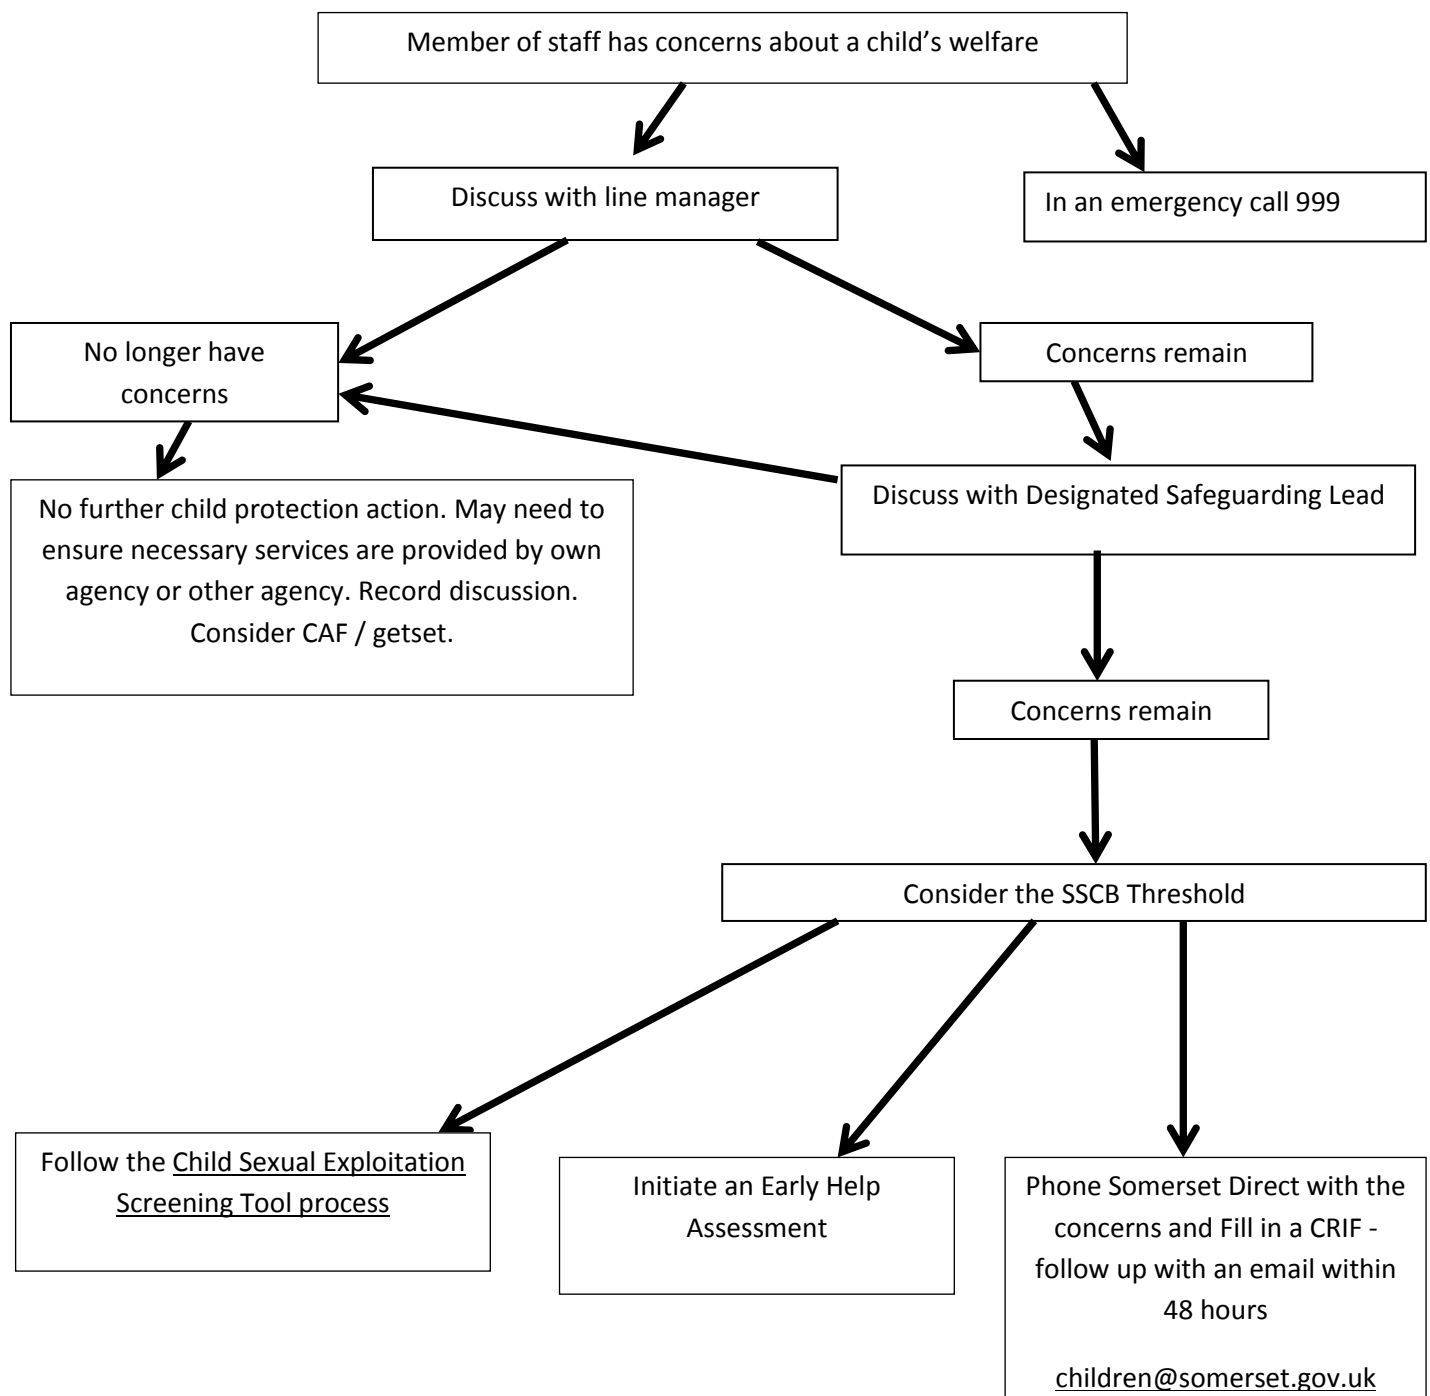 Member of staff has concerns about a child’s welfare
Discuss with line manager
In an emergency call 999
No longer have
concerns
Concerns remain
No further child protection action. May need to
ensure necessary services are provided by own
agency or other agency. Record discussion.
Consider CAF / getset.
Discuss with Designated Safeguarding Lead
Concerns remain
Consider the SSCB Threshold
Follow the Child Sexual Exploitation
Screening Tool process
Initiate an Early Help
Assessment
Phone Somerset Direct with the
concerns and Fill in a CRIF -
follow up with an email within
48 hours
children@somerset.gov.uk